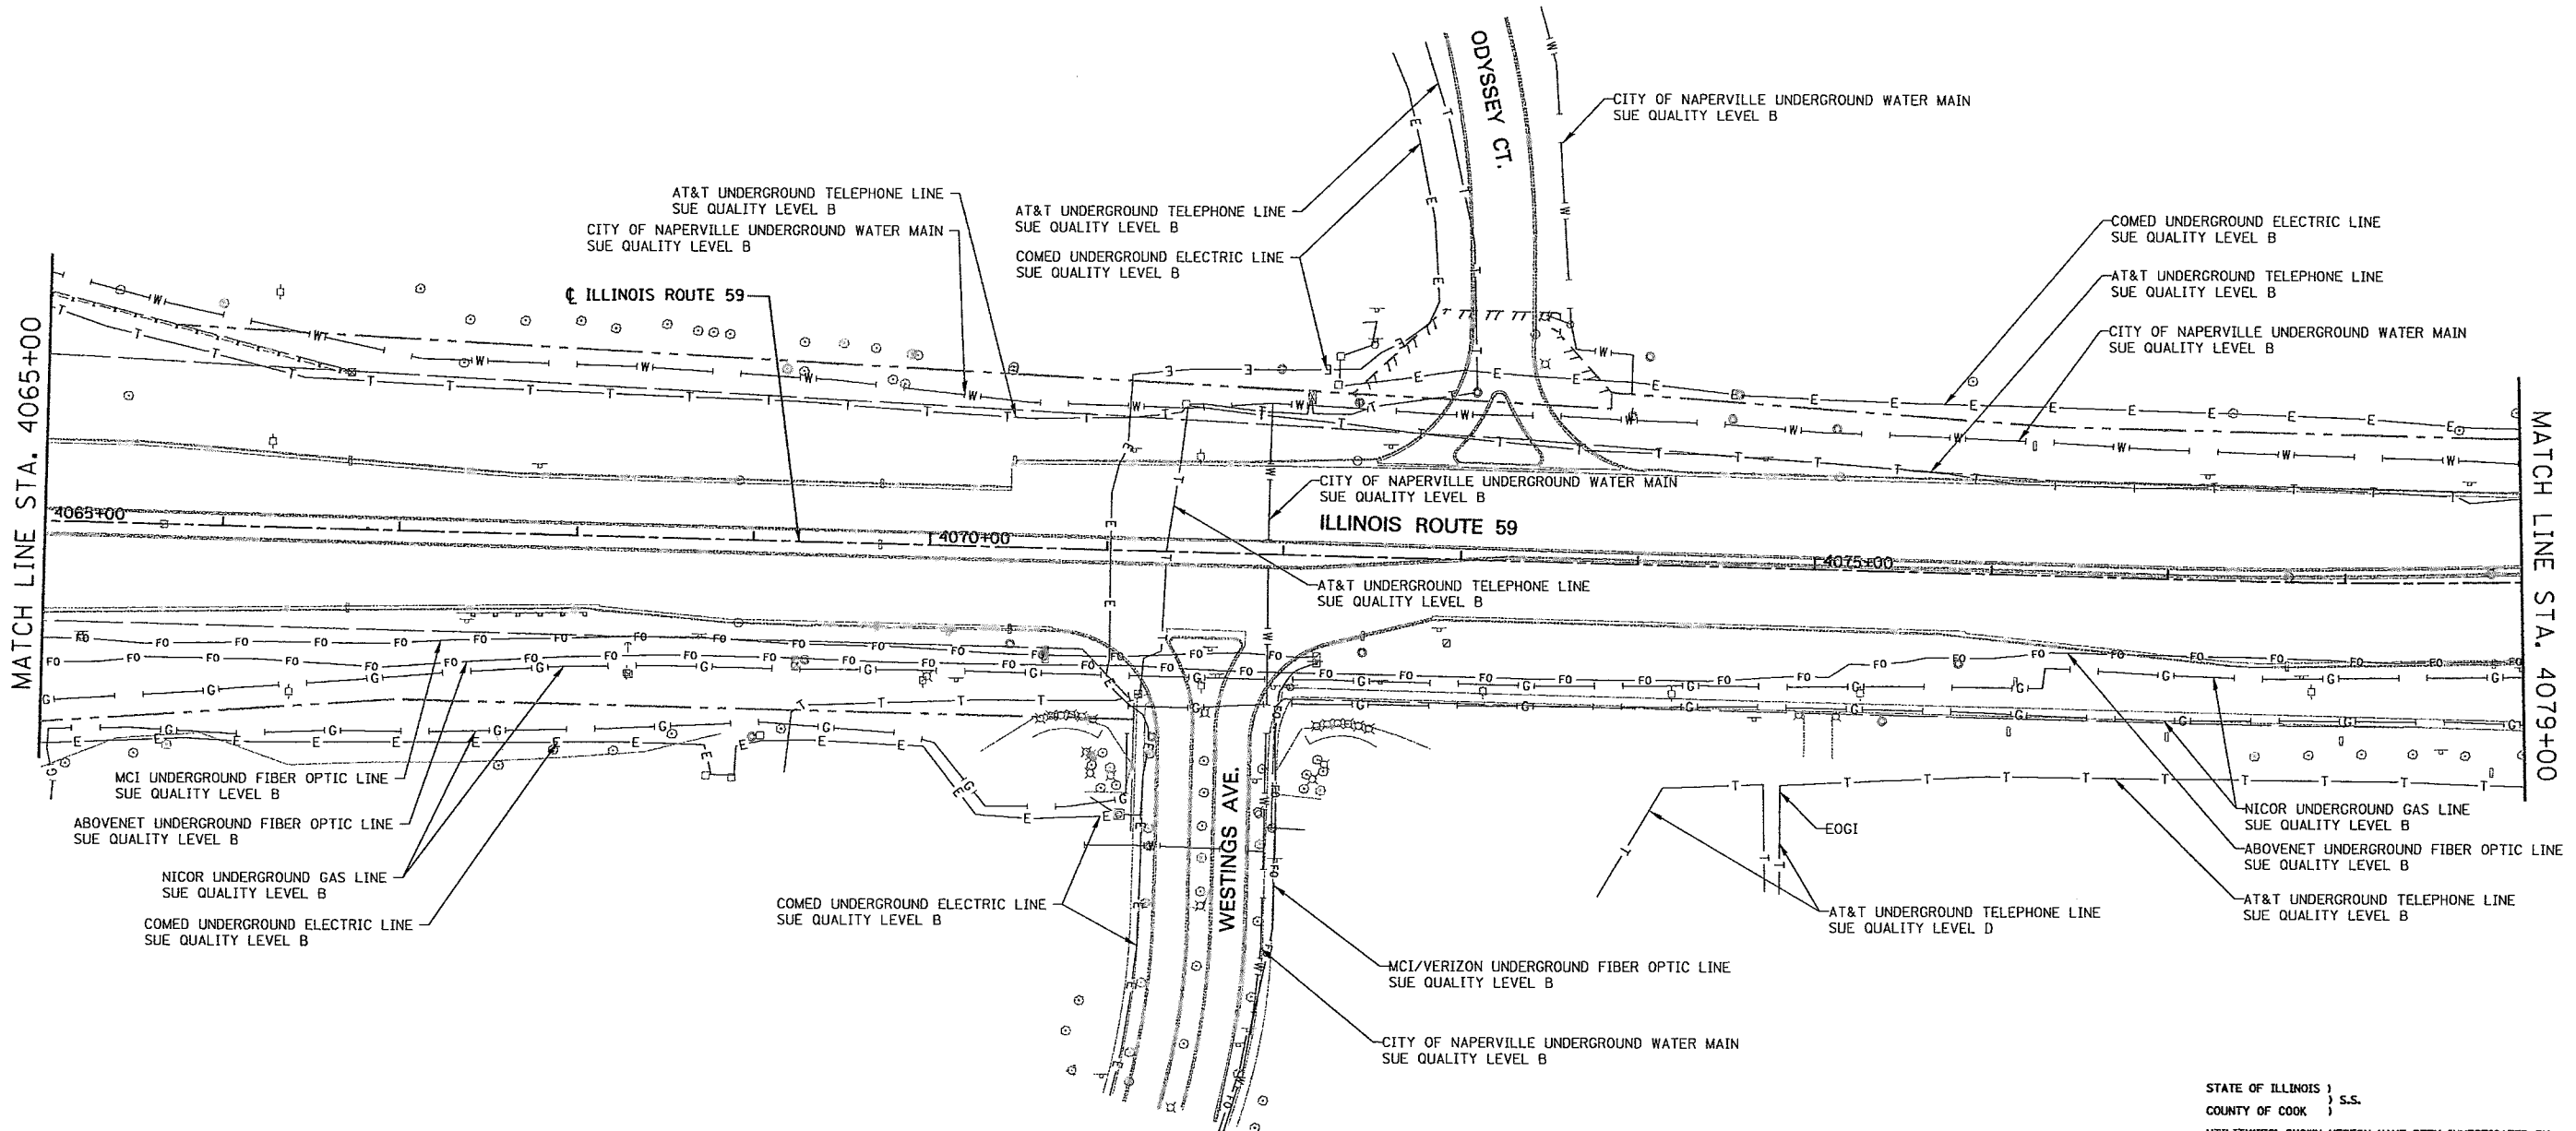 ODYSSEY CT.
CITY OF NAPERVILLE UNDERGROUND WATER MAIN
SUE QUALITY LEVEL B
AT&T UNDERGROUND TELEPHONE LINE
SUE QUALITY LEVEL B
CITY OF NAPERVILLE UNDERGROUND WATER MAIN
SUE QUALITY LEVEL B
℄ ILLINOIS ROUTE 59
AT&T UNDERGROUND TELEPHONE LINE
SUE QUALITY LEVEL B
COMED UNDERGROUND ELECTRIC LINE
SUE QUALITY LEVEL B
COMED UNDERGROUND ELECTRIC LINE
SUE QUALITY LEVEL B
AT&T UNDERGROUND TELEPHONE LINE
SUE QUALITY LEVEL B
CITY OF NAPERVILLE UNDERGROUND WATER MAIN
SUE QUALITY LEVEL B
MATCH LINE STA. 4065+00
MATCH LINE STA. 4079+00
CITY OF NAPERVILLE UNDERGROUND WATER MAIN
SUE QUALITY LEVEL B
4065+00
4070+00
ILLINOIS ROUTE 59
4075+00
AT&T UNDERGROUND TELEPHONE LINE
SUE QUALITY LEVEL B
MCI UNDERGROUND FIBER OPTIC LINE
SUE QUALITY LEVEL B
ABOVENET UNDERGROUND FIBER OPTIC LINE
SUE QUALITY LEVEL B
NICOR UNDERGROUND GAS LINE
SUE QUALITY LEVEL B
COMED UNDERGROUND ELECTRIC LINE
SUE QUALITY LEVEL B
COMED UNDERGROUND ELECTRIC LINE
SUE QUALITY LEVEL B
WESTINGS AVE.
MCI/VERIZON UNDERGROUND FIBER OPTIC LINE
SUE QUALITY LEVEL B
CITY OF NAPERVILLE UNDERGROUND WATER MAIN
SUE QUALITY LEVEL B
EOGI
AT&T UNDERGROUND TELEPHONE LINE
SUE QUALITY LEVEL D
NICOR UNDERGROUND GAS LINE
SUE QUALITY LEVEL B
ABOVENET UNDERGROUND FIBER OPTIC LINE
SUE QUALITY LEVEL B
AT&T UNDERGROUND TELEPHONE LINE
SUE QUALITY LEVEL B
STATE OF ILLINOIS )
) S.S.
COUNTY OF COOK )